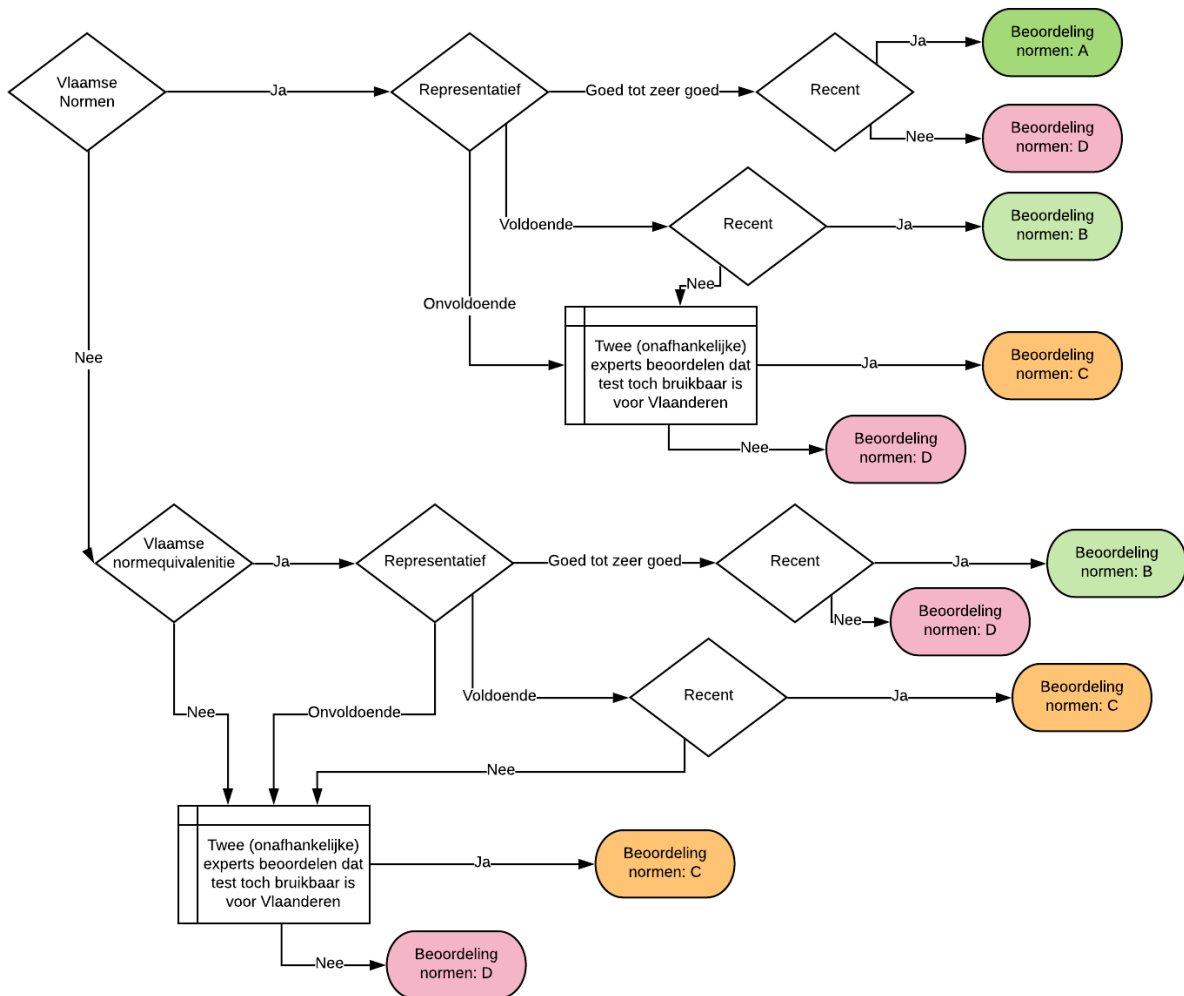 Vlaamse
Normen
Ja
Representatief
Goed tot zeer goed
Recent
Ja
Beoordeling
normen: A
Nee
Beoordeling
normen: D
Voldoende
Recent
Ja
Beoordeling
normen: B
Nee
Onvoldoende
Twee (onafhankelijke)
experts beoordelen dat
test toch bruikbaar is
voor Vlaanderen
Ja
Beoordeling
normen: C
Nee
Beoordeling
normen: D
Nee
Vlaamse
normequivalenitie
Ja
Representatief
Goed tot zeer goed
Recent
Ja
Beoordeling
normen: B
Nee
Beoordeling
normen: D
Voldoende
Recent
Ja
Beoordeling
normen: C
Nee
Onvoldoende
Nee
Twee (onafhankelijke)
experts beoordelen dat
test toch bruikbaar is
voor Vlaanderen
Ja
Beoordeling
normen: C
Nee
Beoordeling
normen: D